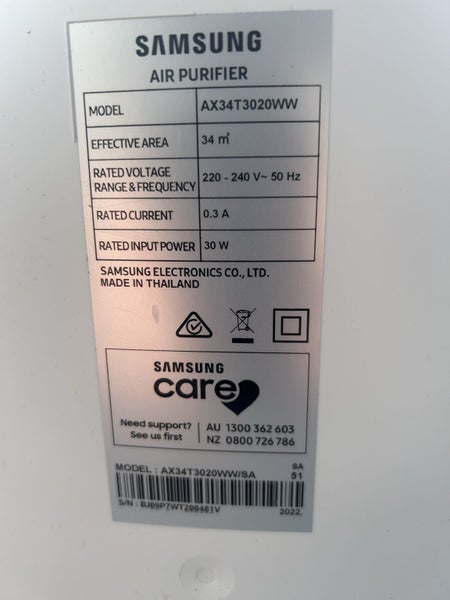 SAMSUNG
AIR PURIFIER
MODEL AX34T3020WW
EFFECTIVE AREA 34 ㎡
RATED VOLTAGE
RANGE & FREQUENCY 220 - 240 V~ 50 Hz
RATED CURRENT 0.3 A
RATED INPUT POWER 30 W
SAMSUNG ELECTRONICS CO., LTD.
MADE IN THAILAND
SAMSUNG
care
Need support? AU 1300 362 603
See us first NZ 0800 726 786
MODEL : AX34T3020WW/SA SA
51
S/N : BJ09P7WT200401V 2022.